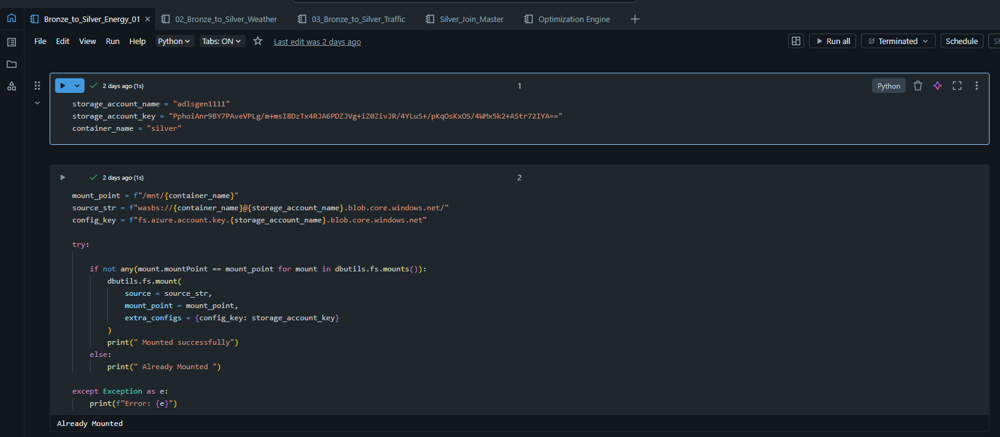 Bronze_to_Silver_Energy_01
02_Bronze_to_Silver_Weather
03_Bronze_to_Silver_Traffic
Silver_Join_Master
Optimization Engine
File Edit View Run Help Python Tabs: ON Last edit was 2 days ago
Run all Terminated Schedule
2 days ago (1s) 1 Python
storage_account_name = "adlsgen1111"
storage_account_key = "PphoiAnr9BY7PAveVPLg/m+msI8DzTx4RJA6PDZJVg+iZ0ZivJR/4YLuS+/pKqOsKxOS/4WMx5k2+AStr72IYA=="
container_name = "silver"
2 days ago (1s) 2
mount_point = f"/mnt/{container_name}"
source_str = f"wasbs://{container_name}@{storage_account_name}.blob.core.windows.net/"
config_key = f"fs.azure.account.key.{storage_account_name}.blob.core.windows.net"
try:
if not any(mount.mountPoint == mount_point for mount in dbutils.fs.mounts()):
dbutils.fs.mount(
source = source_str,
mount_point = mount_point,
extra_configs = {config_key: storage_account_key}
)
print(" Mounted successfully")
else:
print(" Already Mounted ")
except Exception as e:
print(f"Error: {e}")
Already Mounted